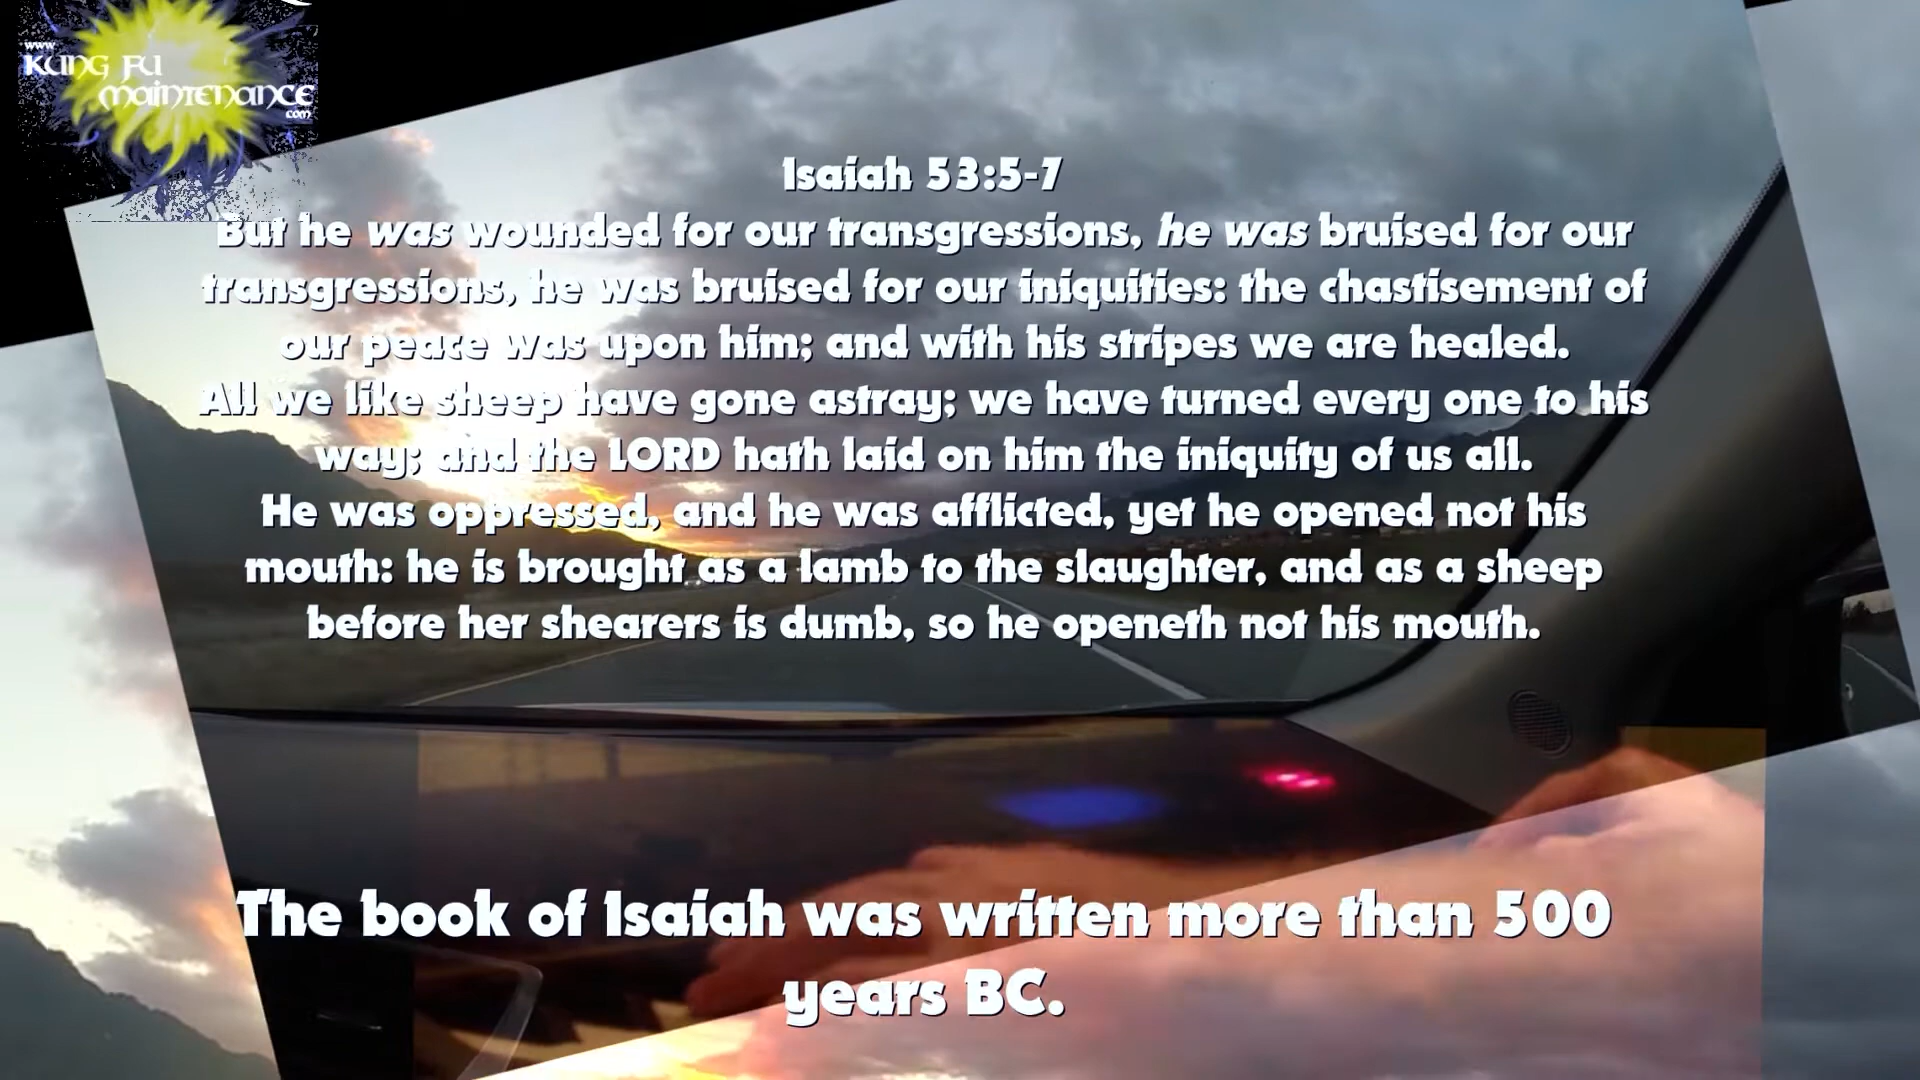 www
Kung Fu
Maintenance
.com
Isaiah 53:5-7
But he was wounded for our transgressions, he was bruised for our
transgressions, he was bruised for our iniquities: the chastisement of
our peace was upon him; and with his stripes we are healed.
All we like sheep have gone astray; we have turned every one to his
way; and the LORD hath laid on him the iniquity of us all.
He was oppressed, and he was afflicted, yet he opened not his
mouth: he is brought as a lamb to the slaughter, and as a sheep
before her shearers is dumb, so he openeth not his mouth.
The book of Isaiah was written more than 500
years BC.